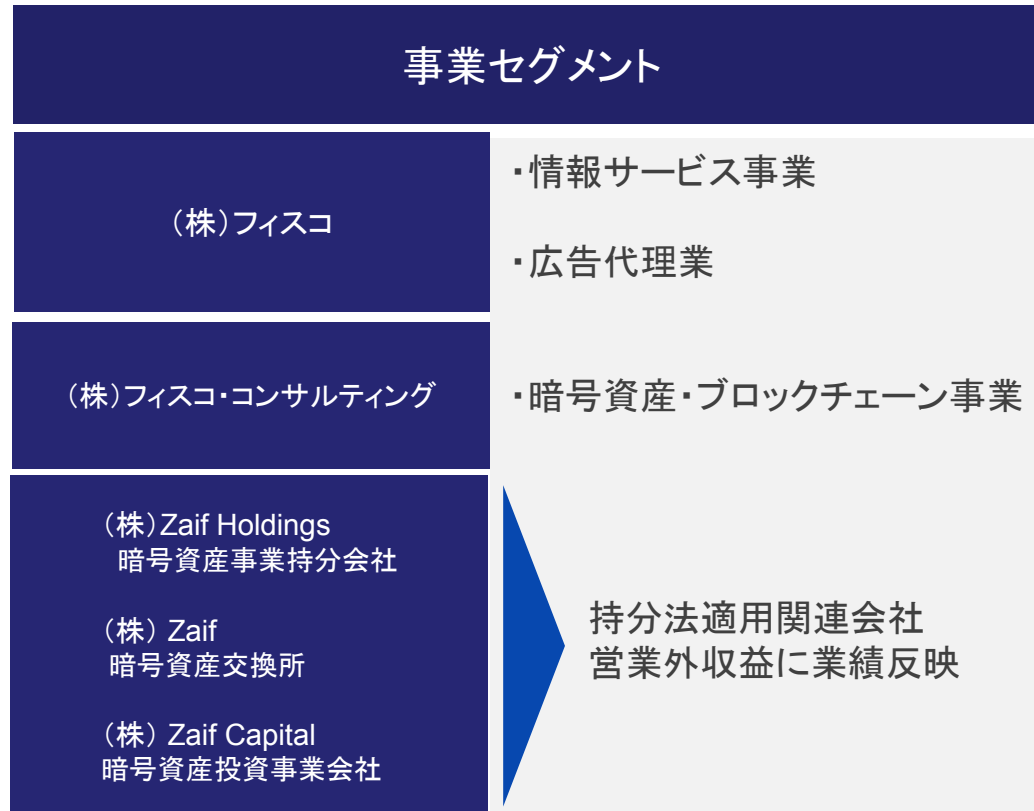 事業セグメント
（株）フィスコ
・情報サービス事業
・広告代理業
（株）フィスコ・コンサルティング
・暗号資産・ブロックチェーン事業
（株）Zaif Holdings
暗号資産事業持分会社
（株） Zaif
暗号資産交換所
（株） Zaif Capital
暗号資産投資事業会社
持分法適用関連会社
営業外収益に業績反映